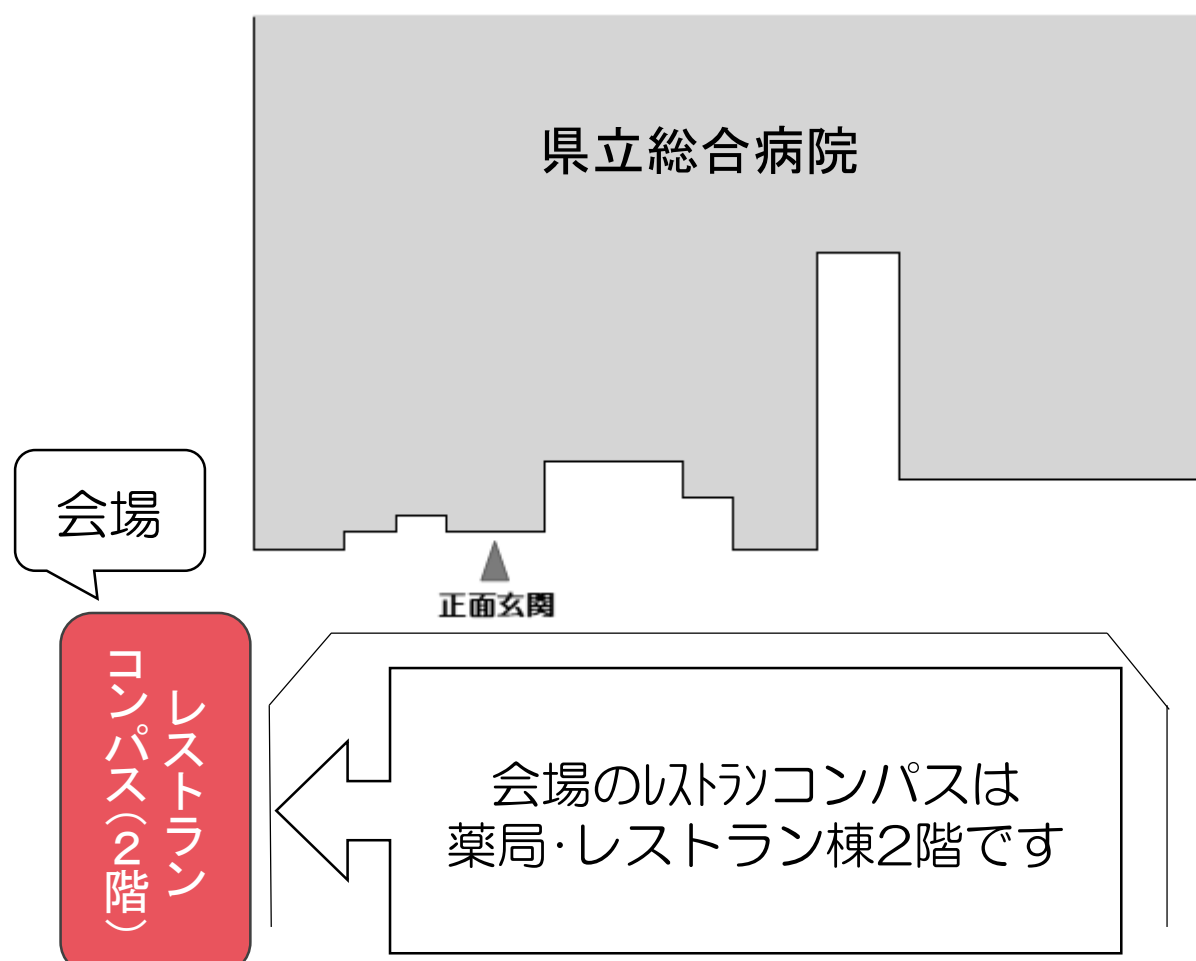 県立総合病院
会場
正面玄関
レストラン
コンパス（2階）
会場のﾚｽﾄﾗﾝコンパスは
薬局･レストラン棟2階です